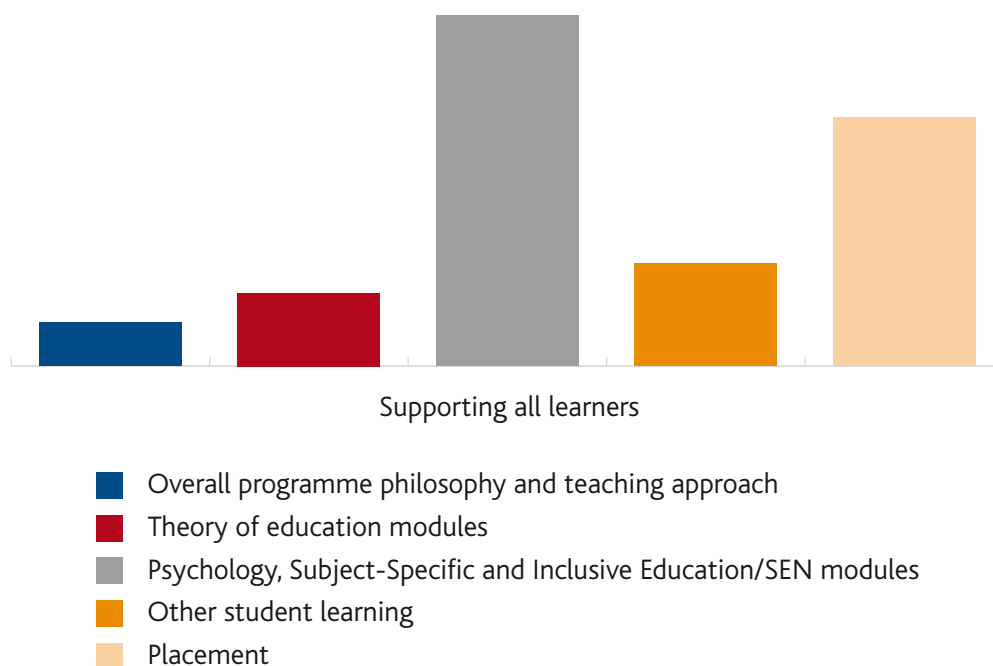 Supporting all learners
Overall programme philosophy and teaching approach
Theory of education modules
Psychology, Subject-Specific and Inclusive Education/SEN modules
Other student learning
Placement